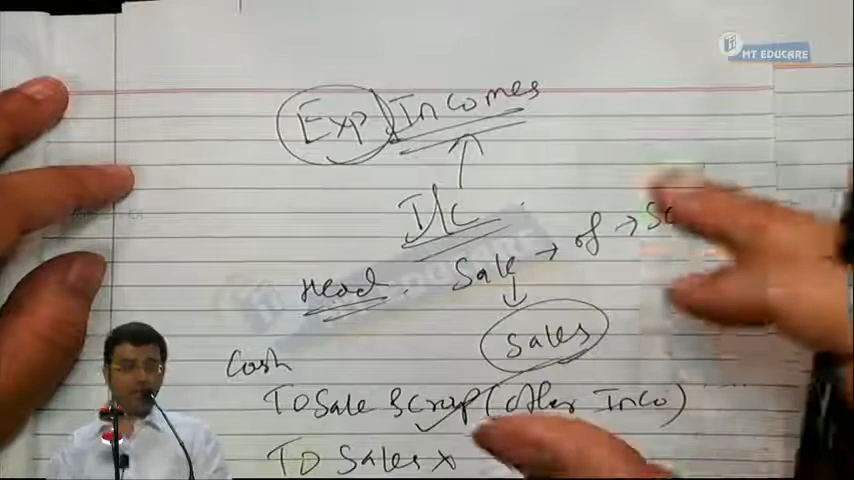 MT EDUCARE
Exp Incomes
I/C
Head. Sale → of → Sc
Sales
Cash
To Sale Scrap (Other Inco)
To Sales x